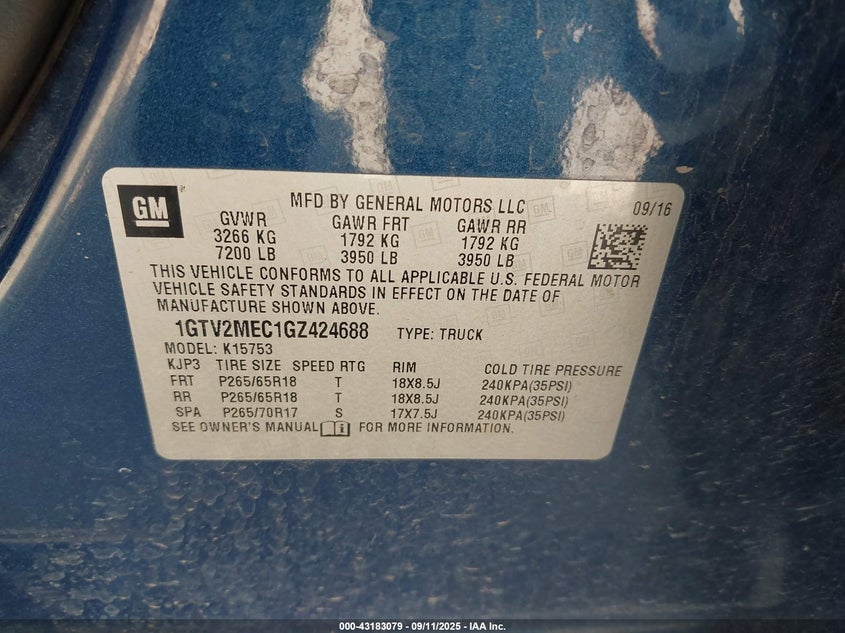 GM
MFD BY GENERAL MOTORS LLC 09/16
GVWR GAWR FRT GAWR RR
3266 KG 1792 KG 1792 KG
7200 LB 3950 LB 3950 LB
THIS VEHICLE CONFORMS TO ALL APPLICABLE U.S. FEDERAL MOTOR
VEHICLE SAFETY STANDARDS IN EFFECT ON THE DATE OF
MANUFACTURE SHOWN ABOVE.
1GTV2MEC1GZ424688 TYPE: TRUCK
MODEL: K15753
KJP3 TIRE SIZE SPEED RTG RIM COLD TIRE PRESSURE
FRT P265/65R18 T 18X8.5J 240KPA(35PSI)
RR P265/65R18 T 18X8.5J 240KPA(35PSI)
SPA P265/70R17 S 17X7.5J 240KPA(35PSI)
SEE OWNER'S MANUAL i FOR MORE INFORMATION.
000-43183079 - 09/11/2025 - IAA Inc.